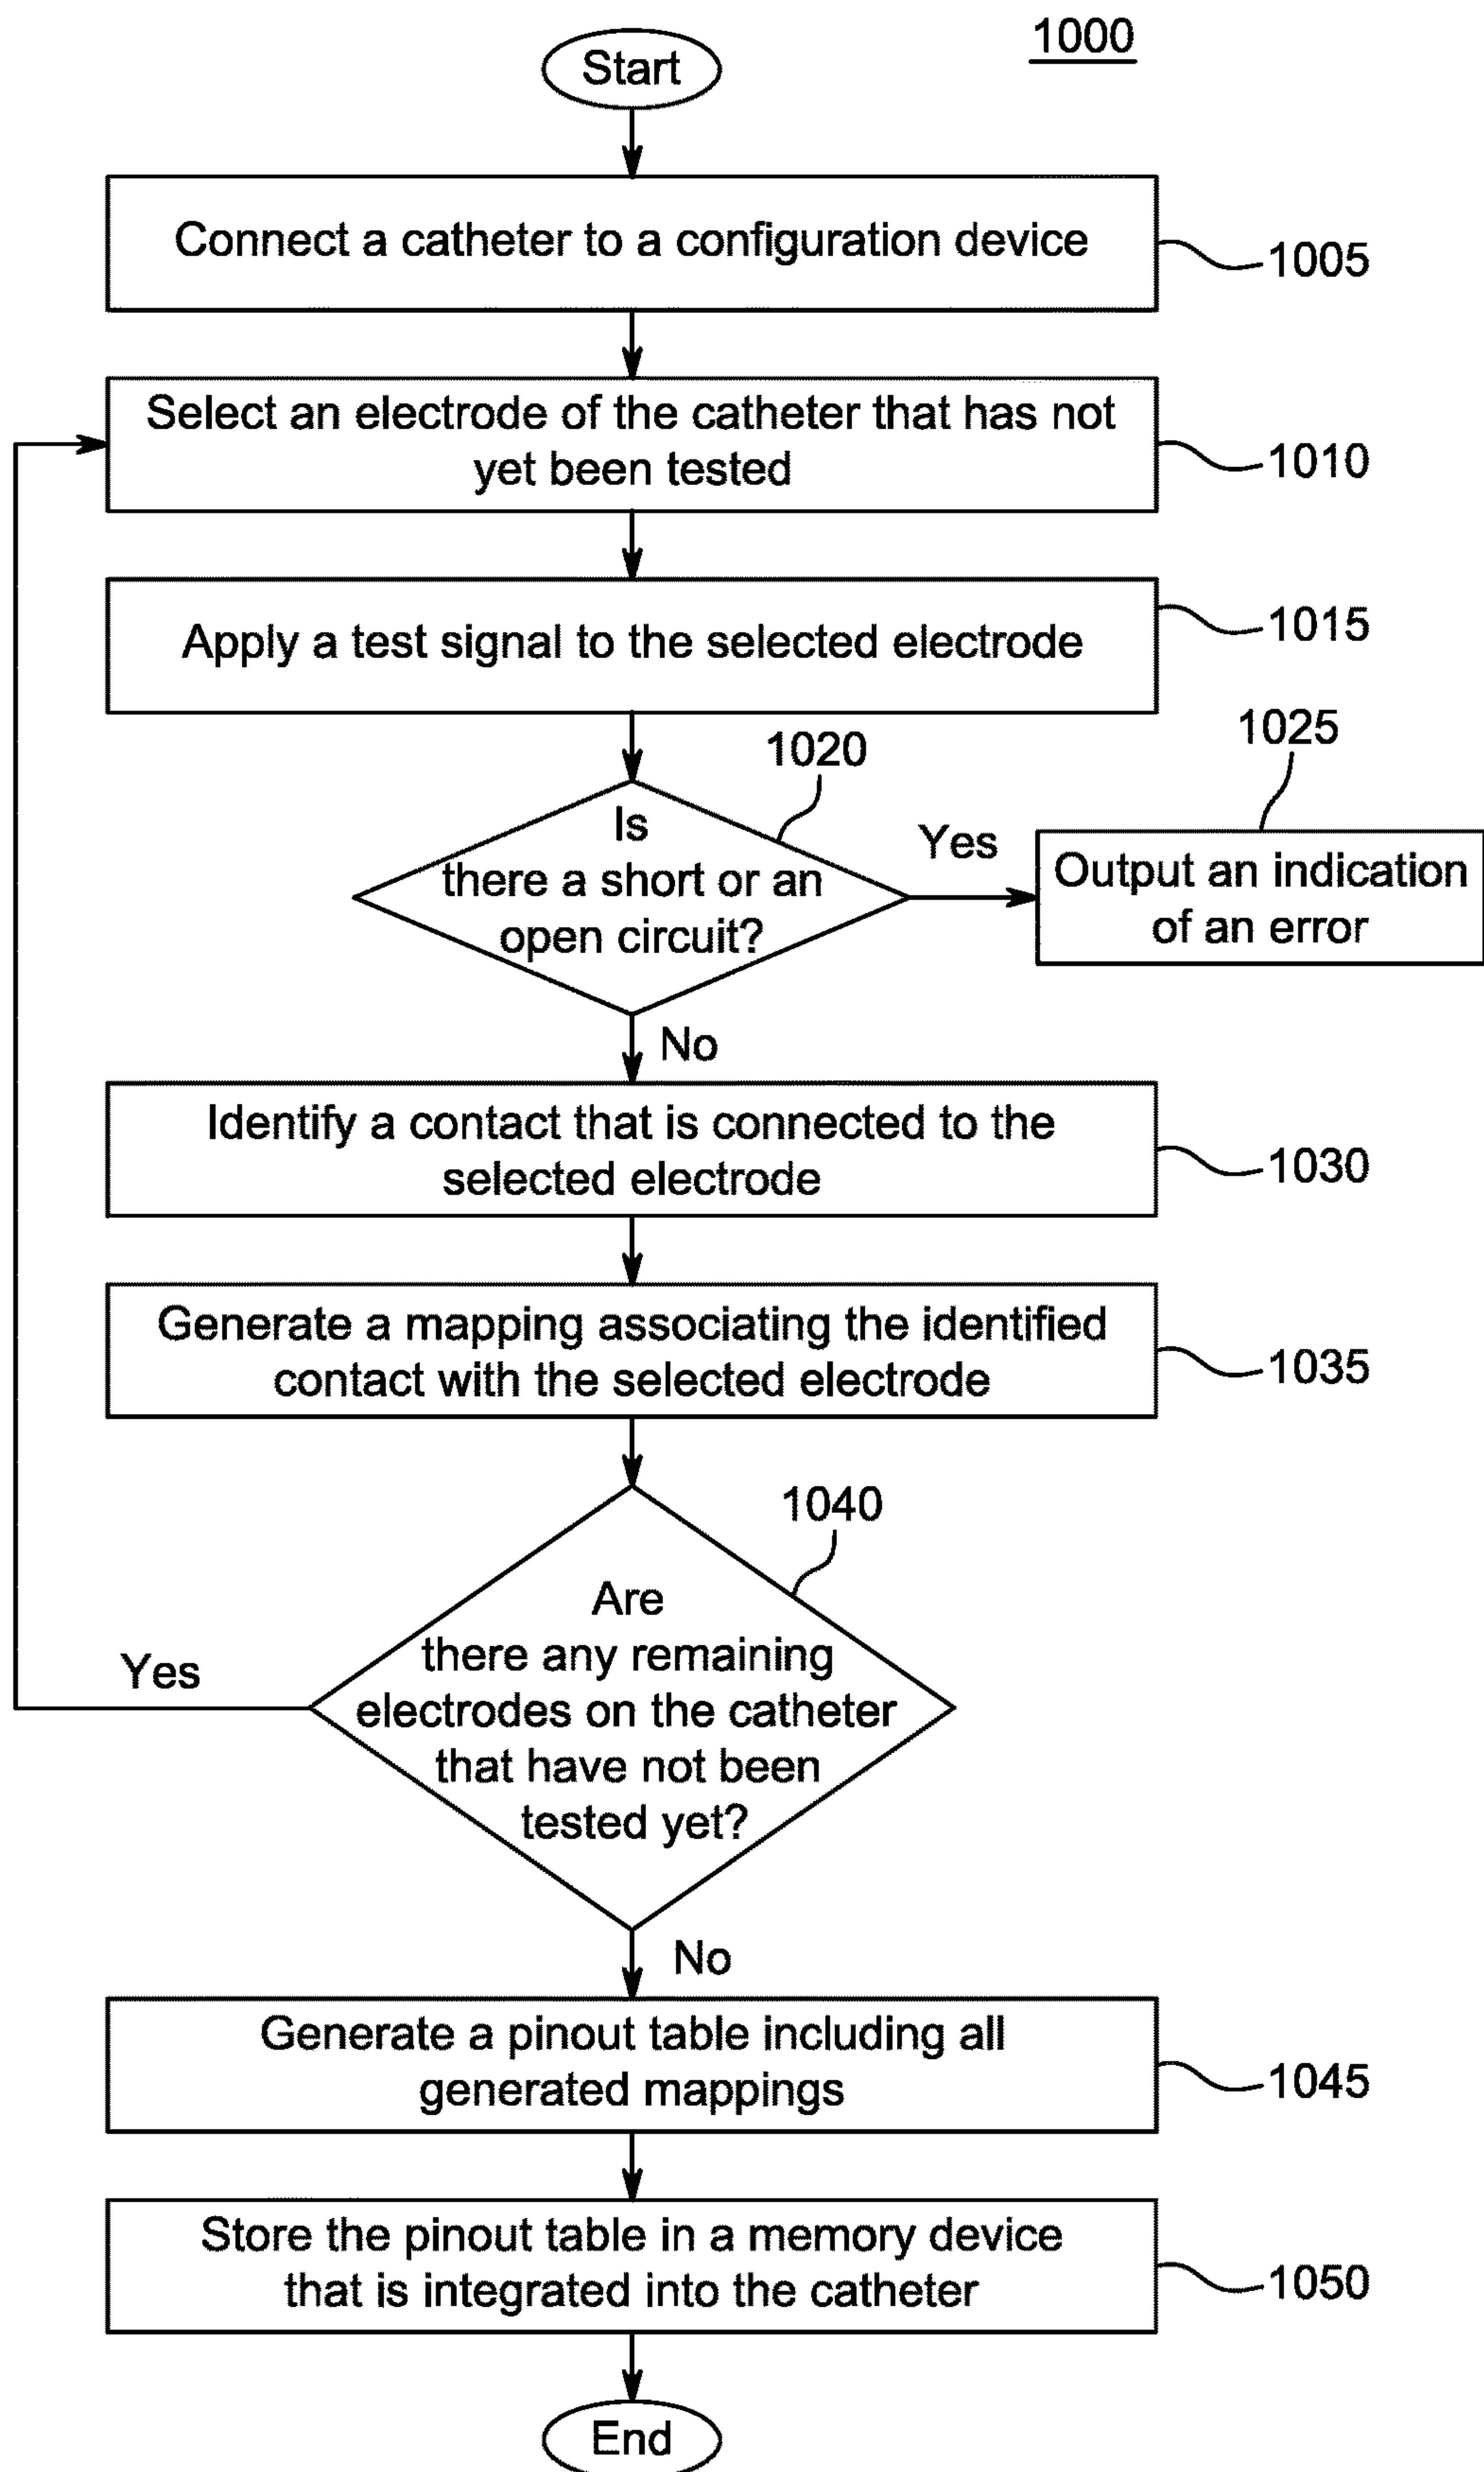 1000
Start
Connect a catheter to a configuration device
1005
Select an electrode of the catheter that has not
yet been tested
1010
Apply a test signal to the selected electrode
1015
1020
Is
there a short or an
open circuit?
Yes
1025
Output an indication
of an error
No
Identify a contact that is connected to the
selected electrode
1030
Generate a mapping associating the identified
contact with the selected electrode
1035
1040
Are
there any remaining
electrodes on the catheter
that have not been
tested yet?
Yes
No
Generate a pinout table including all
generated mappings
1045
Store the pinout table in a memory device
that is integrated into the catheter
1050
End